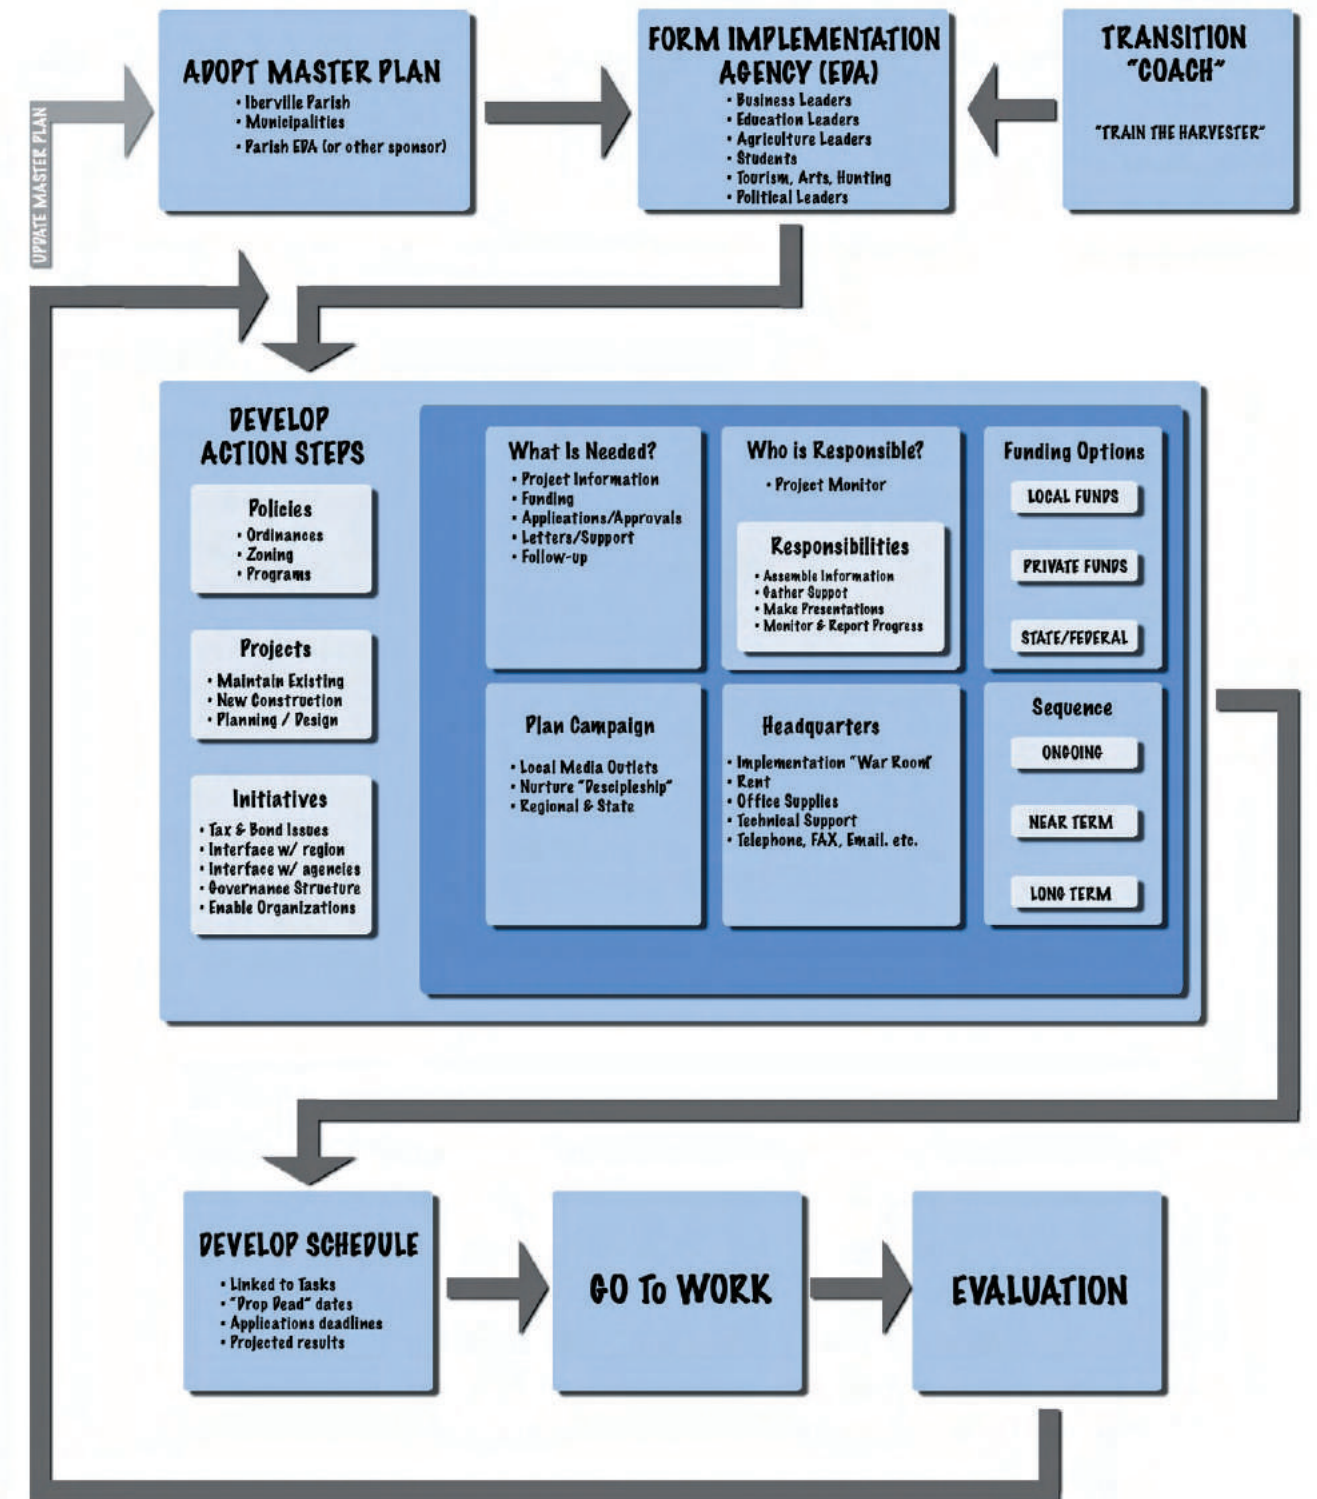 ADOPT MASTER PLAN
• Iberville Parish
• Municipalities
• Parish EDA (or other sponsor)
FORM IMPLEMENTATION
AGENCY (EDA)
• Business Leaders
• Education Leaders
• Agriculture Leaders
• Students
• Tourism, Arts, Hunting
• Political Leaders
TRANSITION
"COACH"
"TRAIN THE HARVESTER"
UPDATE MASTER PLAN
DEVELOP
ACTION STEPS
Policies
• Ordinances
• Zoning
• Programs
Projects
• Maintain Existing
• New Construction
• Planning / Design
Initiatives
• Tax & Bond Issues
• Interface w/ region
• Interface w/ agencies
• Governance Structure
• Enable Organizations
What Is Needed?
• Project Information
• Funding
• Applications/Approvals
• Letters/Support
• Follow-up
Who is Responsible?
• Project Monitor
Responsibilities
• Assemble Information
• Gather Suppot
• Make Presentations
• Monitor & Report Progress
Funding Options
LOCAL FUNDS
PRIVATE FUNDS
STATE/FEDERAL
Plan Campaign
• Local Media Outlets
• Nurture "Descipleship"
• Regional & State
Headquarters
• Implementation "War Room"
• Rent
• Office Supplies
• Technical Support
• Telephone, FAX, Email. etc.
Sequence
ONGOING
NEAR TERM
LONG TERM
DEVELOP SCHEDULE
• Linked to Tasks
• "Drop Dead" dates
• Applications deadlines
• Projected results
GO To WORK
EVALUATION